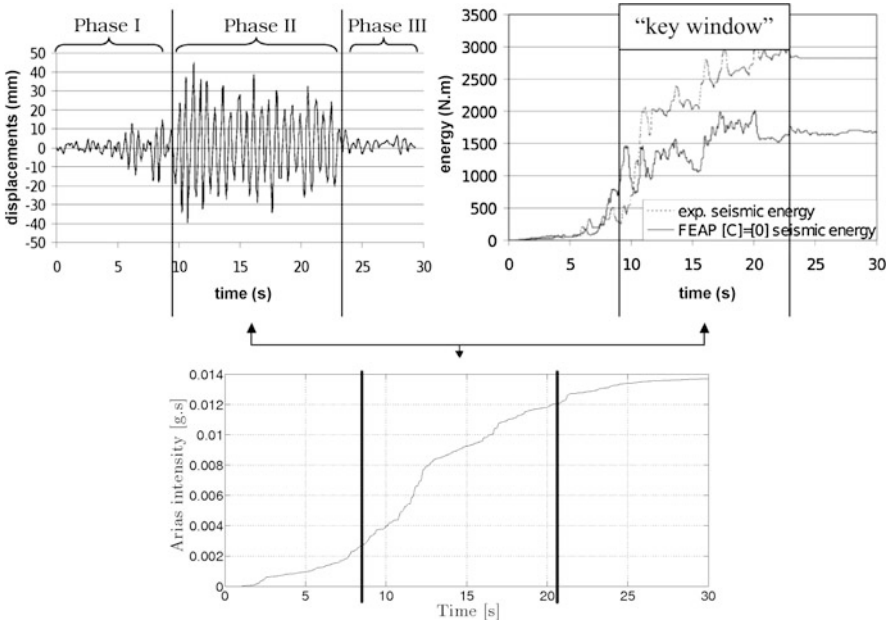 Phase I
Phase II
Phase III
50
40
30
20
10
0
-10
-20
-30
-40
-50
displacements (mm)
0 5 10 15 20 25 30
time (s)
“key window”
3500
3000
2500
2000
1500
1000
500
0
energy (N.m)
exp. seismic energy
FEAP [C]=[0] seismic energy
0 5 10 15 20 25 30
time (s)
0.014
0.012
0.01
0.008
0.006
0.004
0.002
0
Arias intensity [g.s]
0 5 10 15 20 25 30
Time [s]